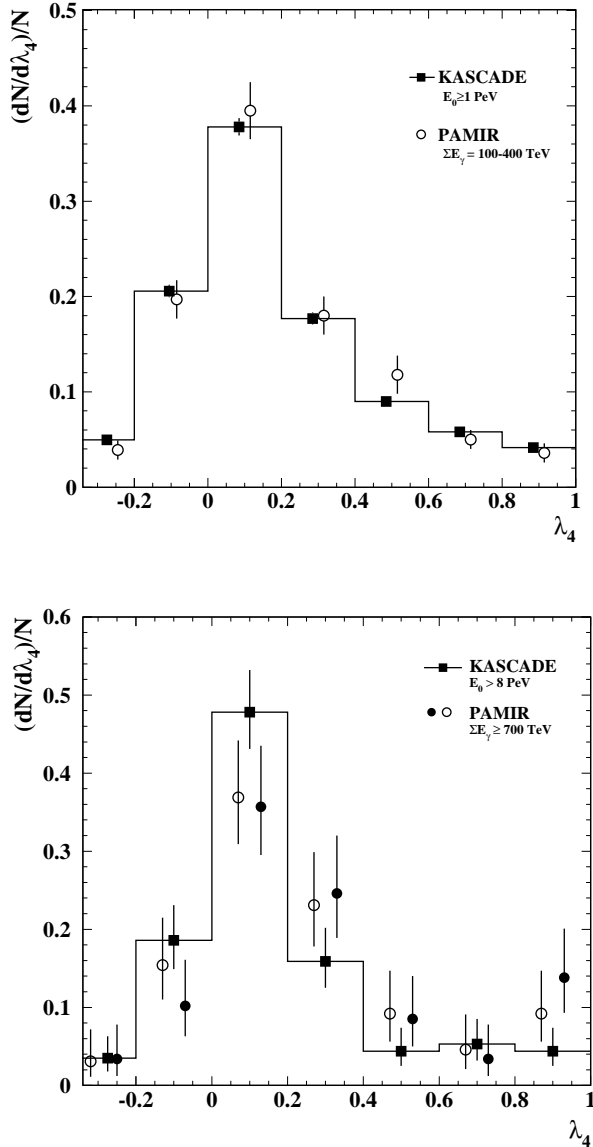 (dN/dλ4)/N
0.5
0.4
0.3
0.2
0.1
0
KASCADE
E0≥1 PeV
PAMIR
ΣEγ = 100-400 TeV
-0.2 0 0.2 0.4 0.6 0.8 1
λ4
(dN/dλ4)/N
0.6
0.5
0.4
0.3
0.2
0.1
0
KASCADE
E0 > 8 PeV
PAMIR
ΣEγ ≥ 700 TeV
-0.2 0 0.2 0.4 0.6 0.8 1
λ4